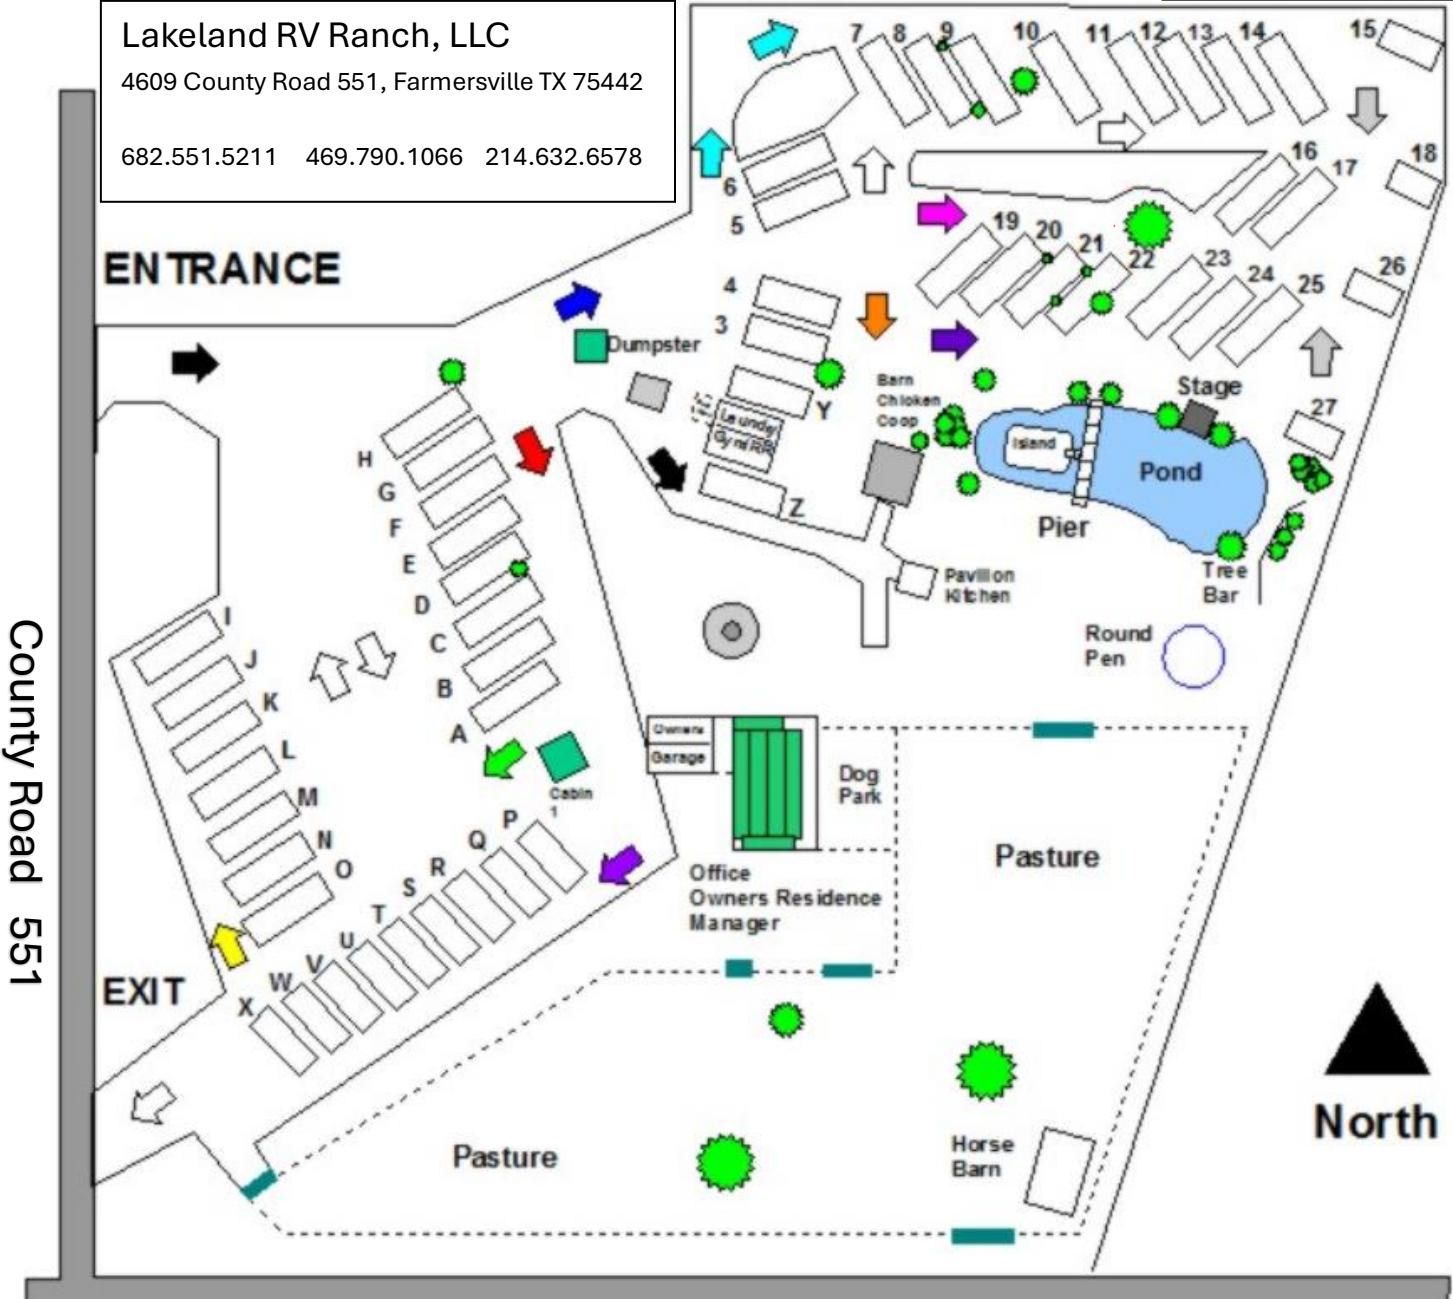 Lakeland RV Ranch, LLC
4609 County Road 551, Farmersville TX 75442
682.551.5211 469.790.1066 214.632.6578
7 8 9 10 11 12 13 14 15
16 17 18
6
5
19 20 21 22 23 24 25 26
ENTRANCE
4
3
Dumpster
Y
Laundy
Gym/RR
Z
Barn
Chicken
Coop
Stage
27
Island
Pond
Pier
Tree
Bar
Pavilion
Kitchen
Round
Pen
H
G
F
E
D
C
B
A
I
J
K
L
M
N
O
County Road 551
Cabin
1
P
Q
R
S
T
U
V
W
X
Owners
Garage
Dog
Park
Office
Owners Residence
Manager
Pasture
EXIT
Pasture
Horse
Barn
North